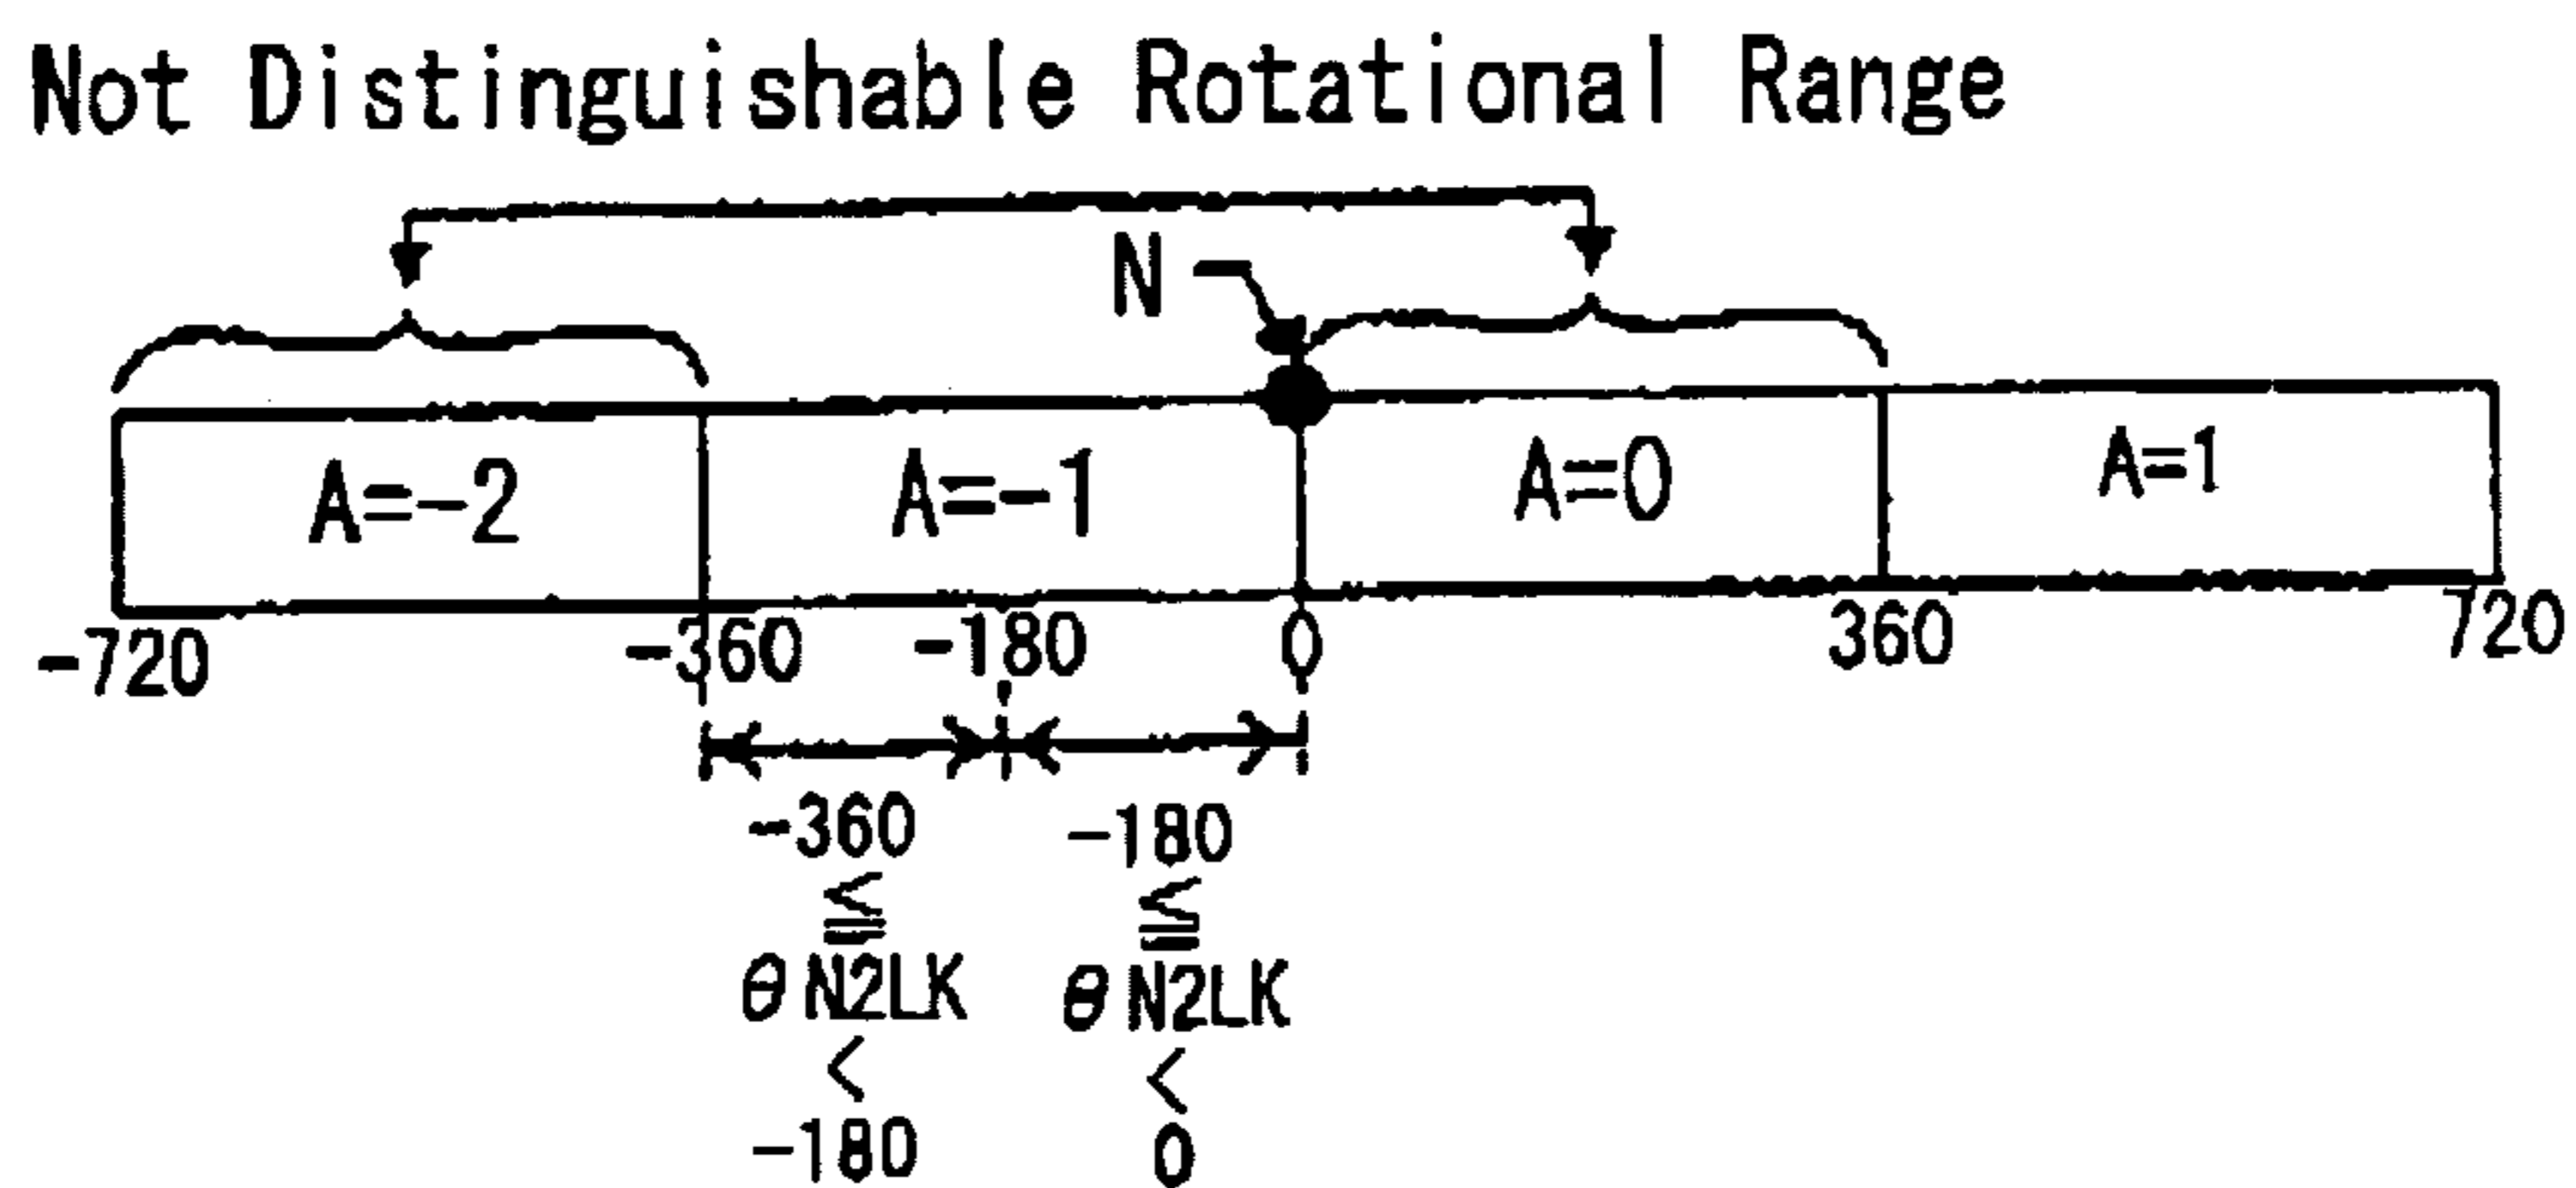 Not Distinguishable Rotational Range
N
A=-2 A=-1 A=0 A=1
-720 -360 -180 0 360 720
-360 -180
≦ ≦
θN2LK θN2LK
< <
-180 0